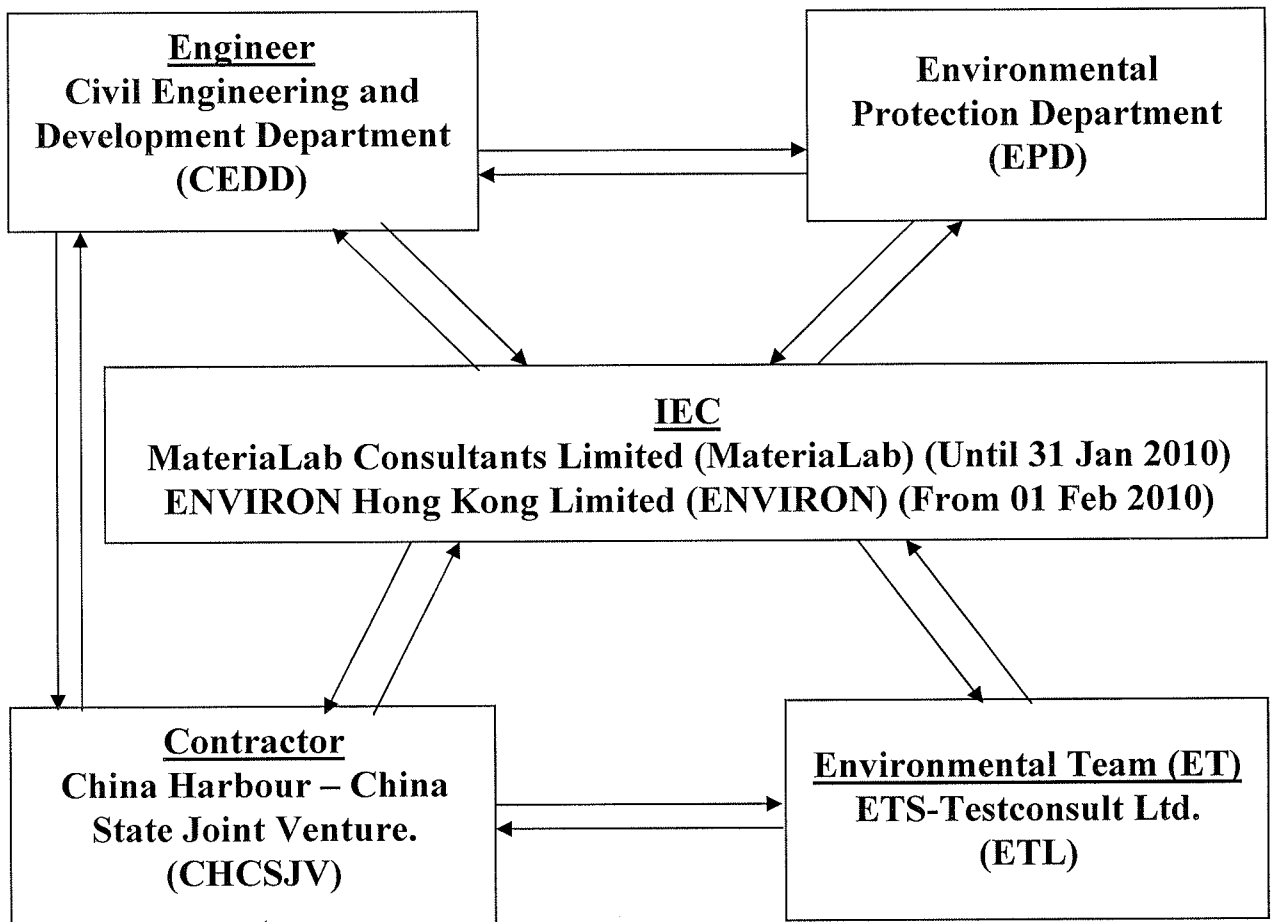 Engineer
Civil Engineering and
Development Department
(CEDD)
Environmental
Protection Department
(EPD)
IEC
MateriaLab Consultants Limited (MateriaLab) (Until 31 Jan 2010)
ENVIRON Hong Kong Limited (ENVIRON) (From 01 Feb 2010)
Contractor
China Harbour – China
State Joint Venture.
(CHCSJV)
Environmental Team (ET)
ETS-Testconsult Ltd.
(ETL)